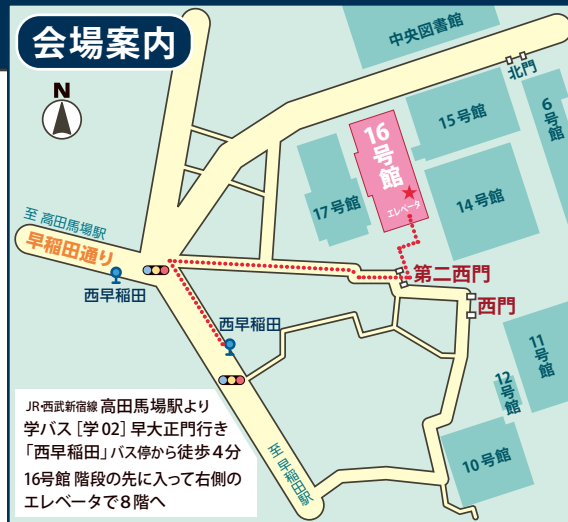 会場案内
中央図書館
N
北門
6号館
15号館
16号館
エレベータ
17号館
14号館
至 高田馬場駅
早稲田通り
西早稲田
第二西門
西門
西早稲田
11号館
12号館
10号館
至 早稲田駅
JR・西武新宿線 高田馬場駅より
学バス [学02] 早大正門行き
「西早稲田」バス停から徒歩4分
16号館 階段の先に入って右側の
エレベータで8階へ